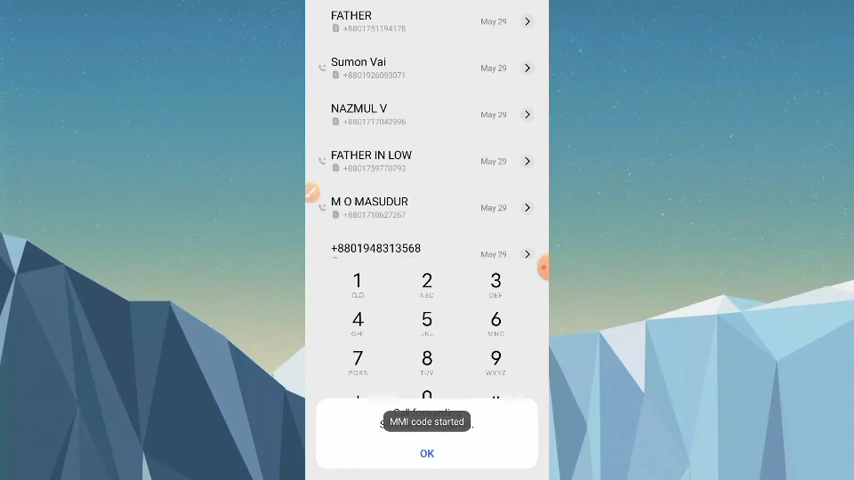 FATHER
+8801751194178
May 29
Sumon Vai
+8801926093071
May 29
NAZMUL V
+8801717042996
May 29
FATHER IN LOW
+8801759770793
May 29
M O MASUDUR
+8801710627267
May 29
+8801948313568
May 29
1 2 3
ABC DEF
4 5 6
GHI JKL MNO
7 8 9
PQRS TUV WXYZ
MMI code started
OK